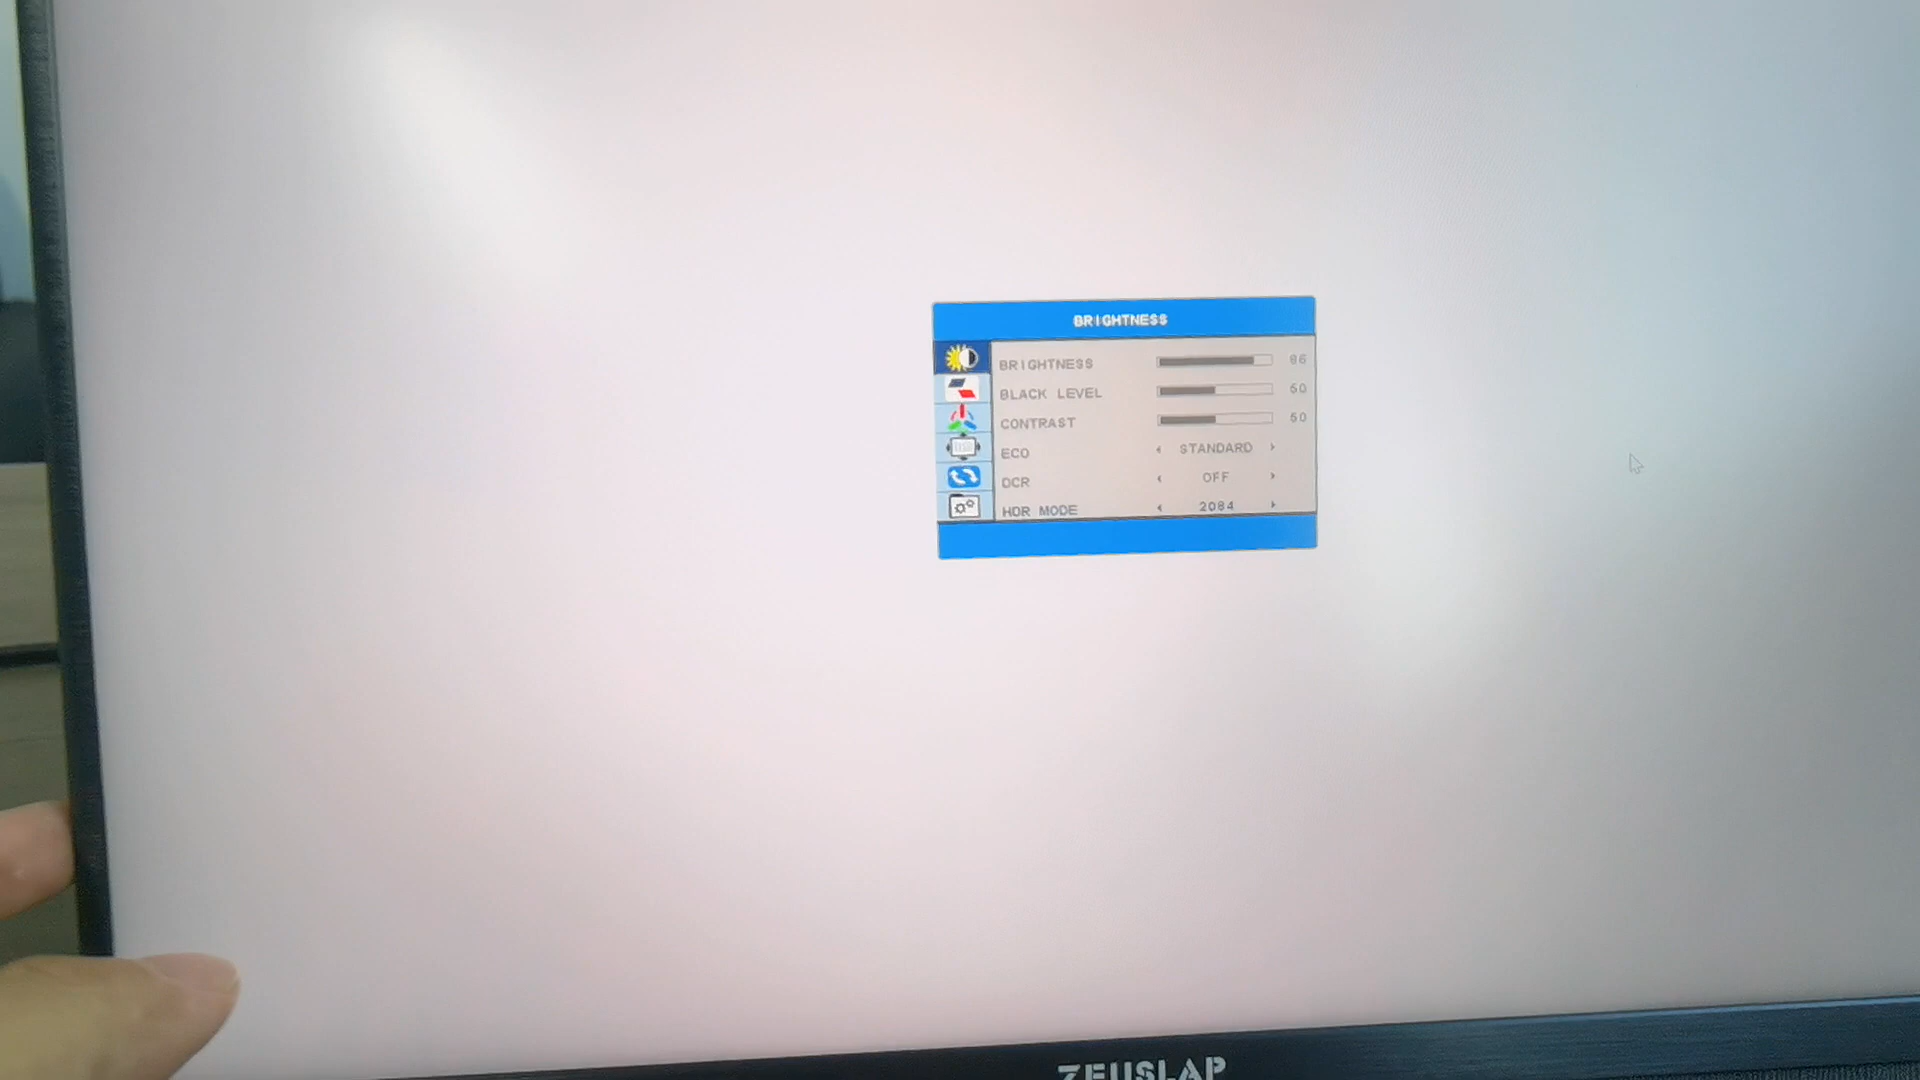 BRIGHTNESS
BRIGHTNESS 86
BLACK LEVEL 50
CONTRAST 50
ECO STANDARD
DCR OFF
HDR MODE 2084
ZEUSLAP